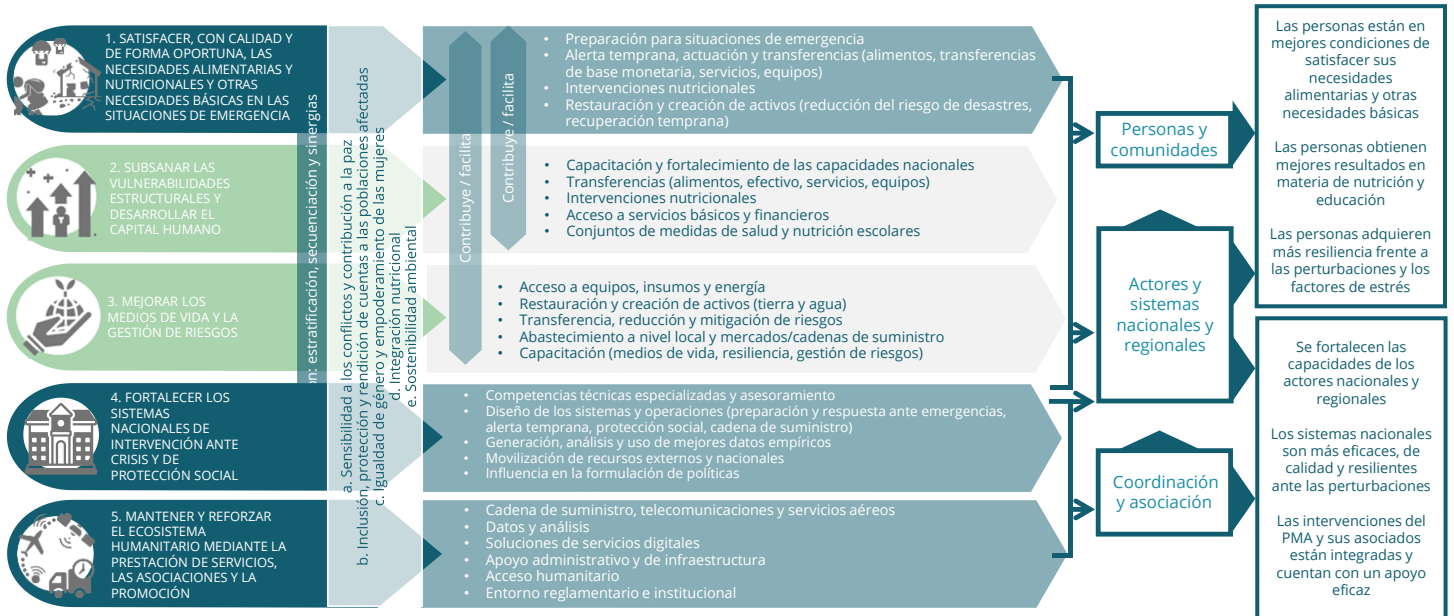 1. SATISFACER, CON CALIDAD Y
DE FORMA OPORTUNA, LAS
NECESIDADES ALIMENTARIAS Y
NUTRICIONALES Y OTRAS
NECESIDADES BÁSICAS EN LAS
SITUACIONES DE EMERGENCIA
2. SUBSANAR LAS
VULNERABILIDADES
ESTRUCTURALES Y
DESARROLLAR EL
CAPITAL HUMANO
3. MEJORAR LOS
MEDIOS DE VIDA Y LA
GESTIÓN DE RIESGOS
4. FORTALECER LOS
SISTEMAS
NACIONALES DE
INTERVENCIÓN ANTE
CRISIS Y DE
PROTECCIÓN SOCIAL
5. MANTENER Y REFORZAR
EL ECOSISTEMA
HUMANITARIO MEDIANTE LA
PRESTACIÓN DE SERVICIOS,
LAS ASOCIACIONES Y LA
PROMOCIÓN
estratificación, secuenciación y sinergias
a. Sensibilidad a los conflictos y contribución a la paz
b. Inclusión, protección y rendición de cuentas a las poblaciones afectadas
c. Igualdad de género y empoderamiento de las mujeres
d. Integración nutricional
e. Sostenibilidad ambiental
Contribuye / facilita
Contribuye / facilita
• Preparación para situaciones de emergencia
• Alerta temprana, actuación y transferencias (alimentos, transferencias
de base monetaria, servicios, equipos)
• Intervenciones nutricionales
• Restauración y creación de activos (reducción del riesgo de desastres,
recuperación temprana)
• Capacitación y fortalecimiento de las capacidades nacionales
• Transferencias (alimentos, efectivo, servicios, equipos)
• Intervenciones nutricionales
• Acceso a servicios básicos y financieros
• Conjuntos de medidas de salud y nutrición escolares
• Acceso a equipos, insumos y energía
• Restauración y creación de activos (tierra y agua)
• Transferencia, reducción y mitigación de riesgos
• Abastecimiento a nivel local y mercados/cadenas de suministro
• Capacitación (medios de vida, resiliencia, gestión de riesgos)
• Competencias técnicas especializadas y asesoramiento
• Diseño de los sistemas y operaciones (preparación y respuesta ante emergencias,
alerta temprana, protección social, cadena de suministro)
• Generación, análisis y uso de mejores datos empíricos
• Movilización de recursos externos y nacionales
• Influencia en la formulación de políticas
• Cadena de suministro, telecomunicaciones y servicios aéreos
• Datos y análisis
• Soluciones de servicios digitales
• Apoyo administrativo y de infraestructura
• Acceso humanitario
• Entorno reglamentario e institucional
Personas y
comunidades
Actores y
sistemas
nacionales y
regionales
Coordinación
y asociación
Las personas están en
mejores condiciones de
satisfacer sus
necesidades
alimentarias y otras
necesidades básicas
Las personas obtienen
mejores resultados en
materia de nutrición y
educación
Las personas adquieren
más resiliencia frente a
las perturbaciones y los
factores de estrés
Se fortalecen las
capacidades de los
actores nacionales y
regionales
Los sistemas nacionales
son más eficaces, de
calidad y resilientes
ante las perturbaciones
Las intervenciones del
PMA y sus asociados
están integradas y
cuentan con un apoyo
eficaz